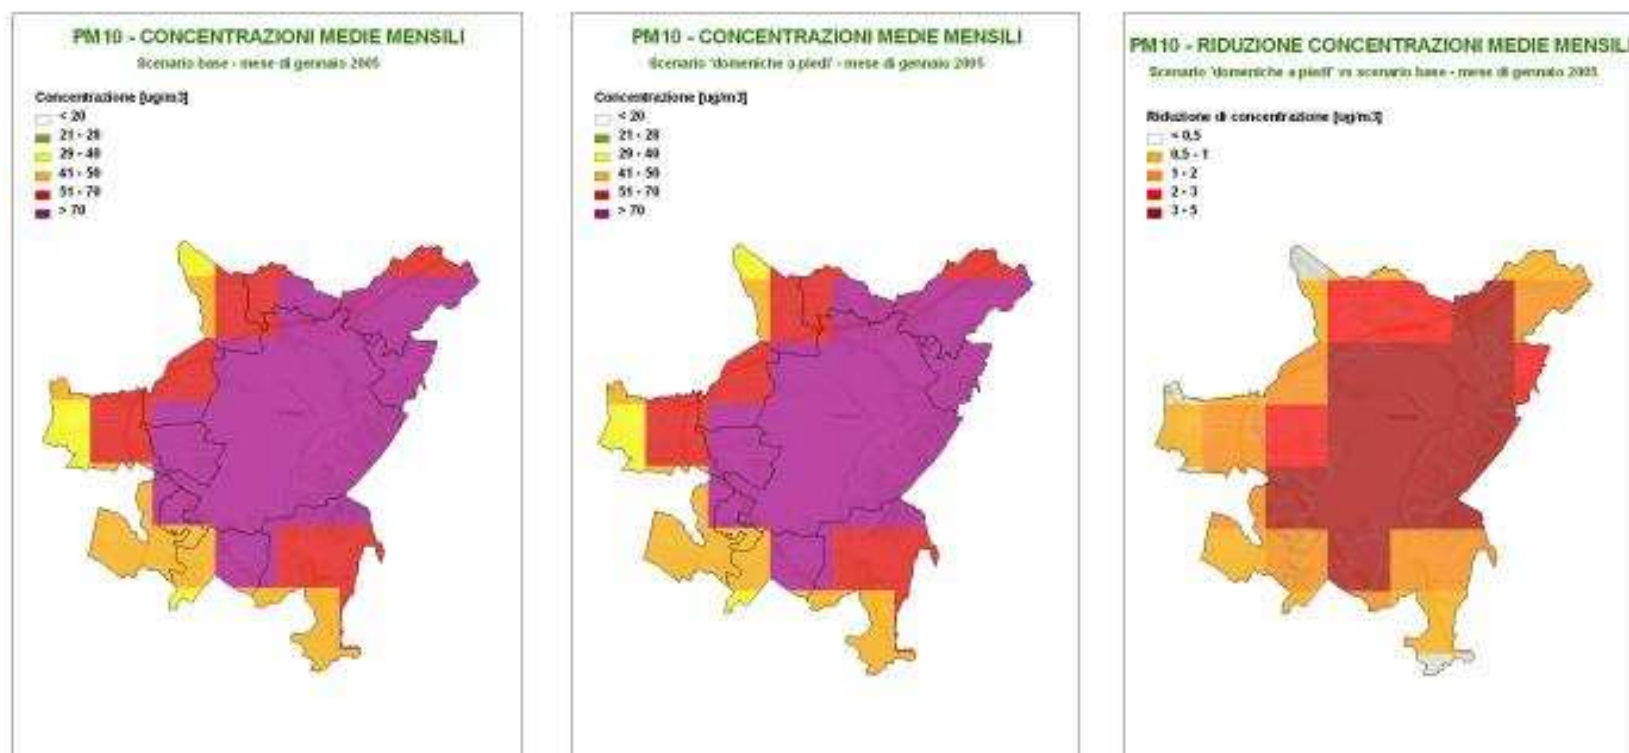 PM10 - CONCENTRAZIONI MEDIE MENSILI
Scenario base - mese di gennaio 2005
Concentrazione [ug/m3]
< 20
21 - 28
29 - 40
41 - 50
51 - 70
> 70
PM10 - CONCENTRAZIONI MEDIE MENSILI
Scenario 'domeniche a piedi' - mese di gennaio 2005
Concentrazione [ug/m3]
< 20
21 - 28
29 - 40
41 - 50
51 - 70
> 70
PM10 - RIDUZIONE CONCENTRAZIONI MEDIE MENSILI
Scenario 'domeniche a piedi' vs scenario base - mese di gennaio 2005
Riduzione di concentrazione [ug/m3]
< 0,5
0,5 - 1
1 - 2
2 - 3
3 - 5